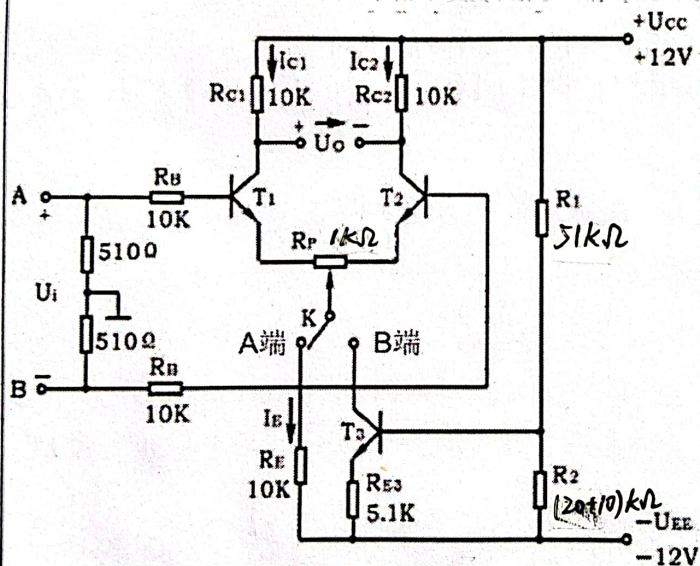 +Ucc
+12V
Ic1
Ic2
Rc1
10K
Rc2
10K
+
−
Uo
A
+
RB
10K
T1
T2
R1
51kΩ
RP
1kΩ
510Ω
Ui
K
A端
B端
510Ω
B
−
RB
10K
IE
T3
RE
10K
RE3
5.1K
R2
(20+10)kΩ
−UEE
−12V